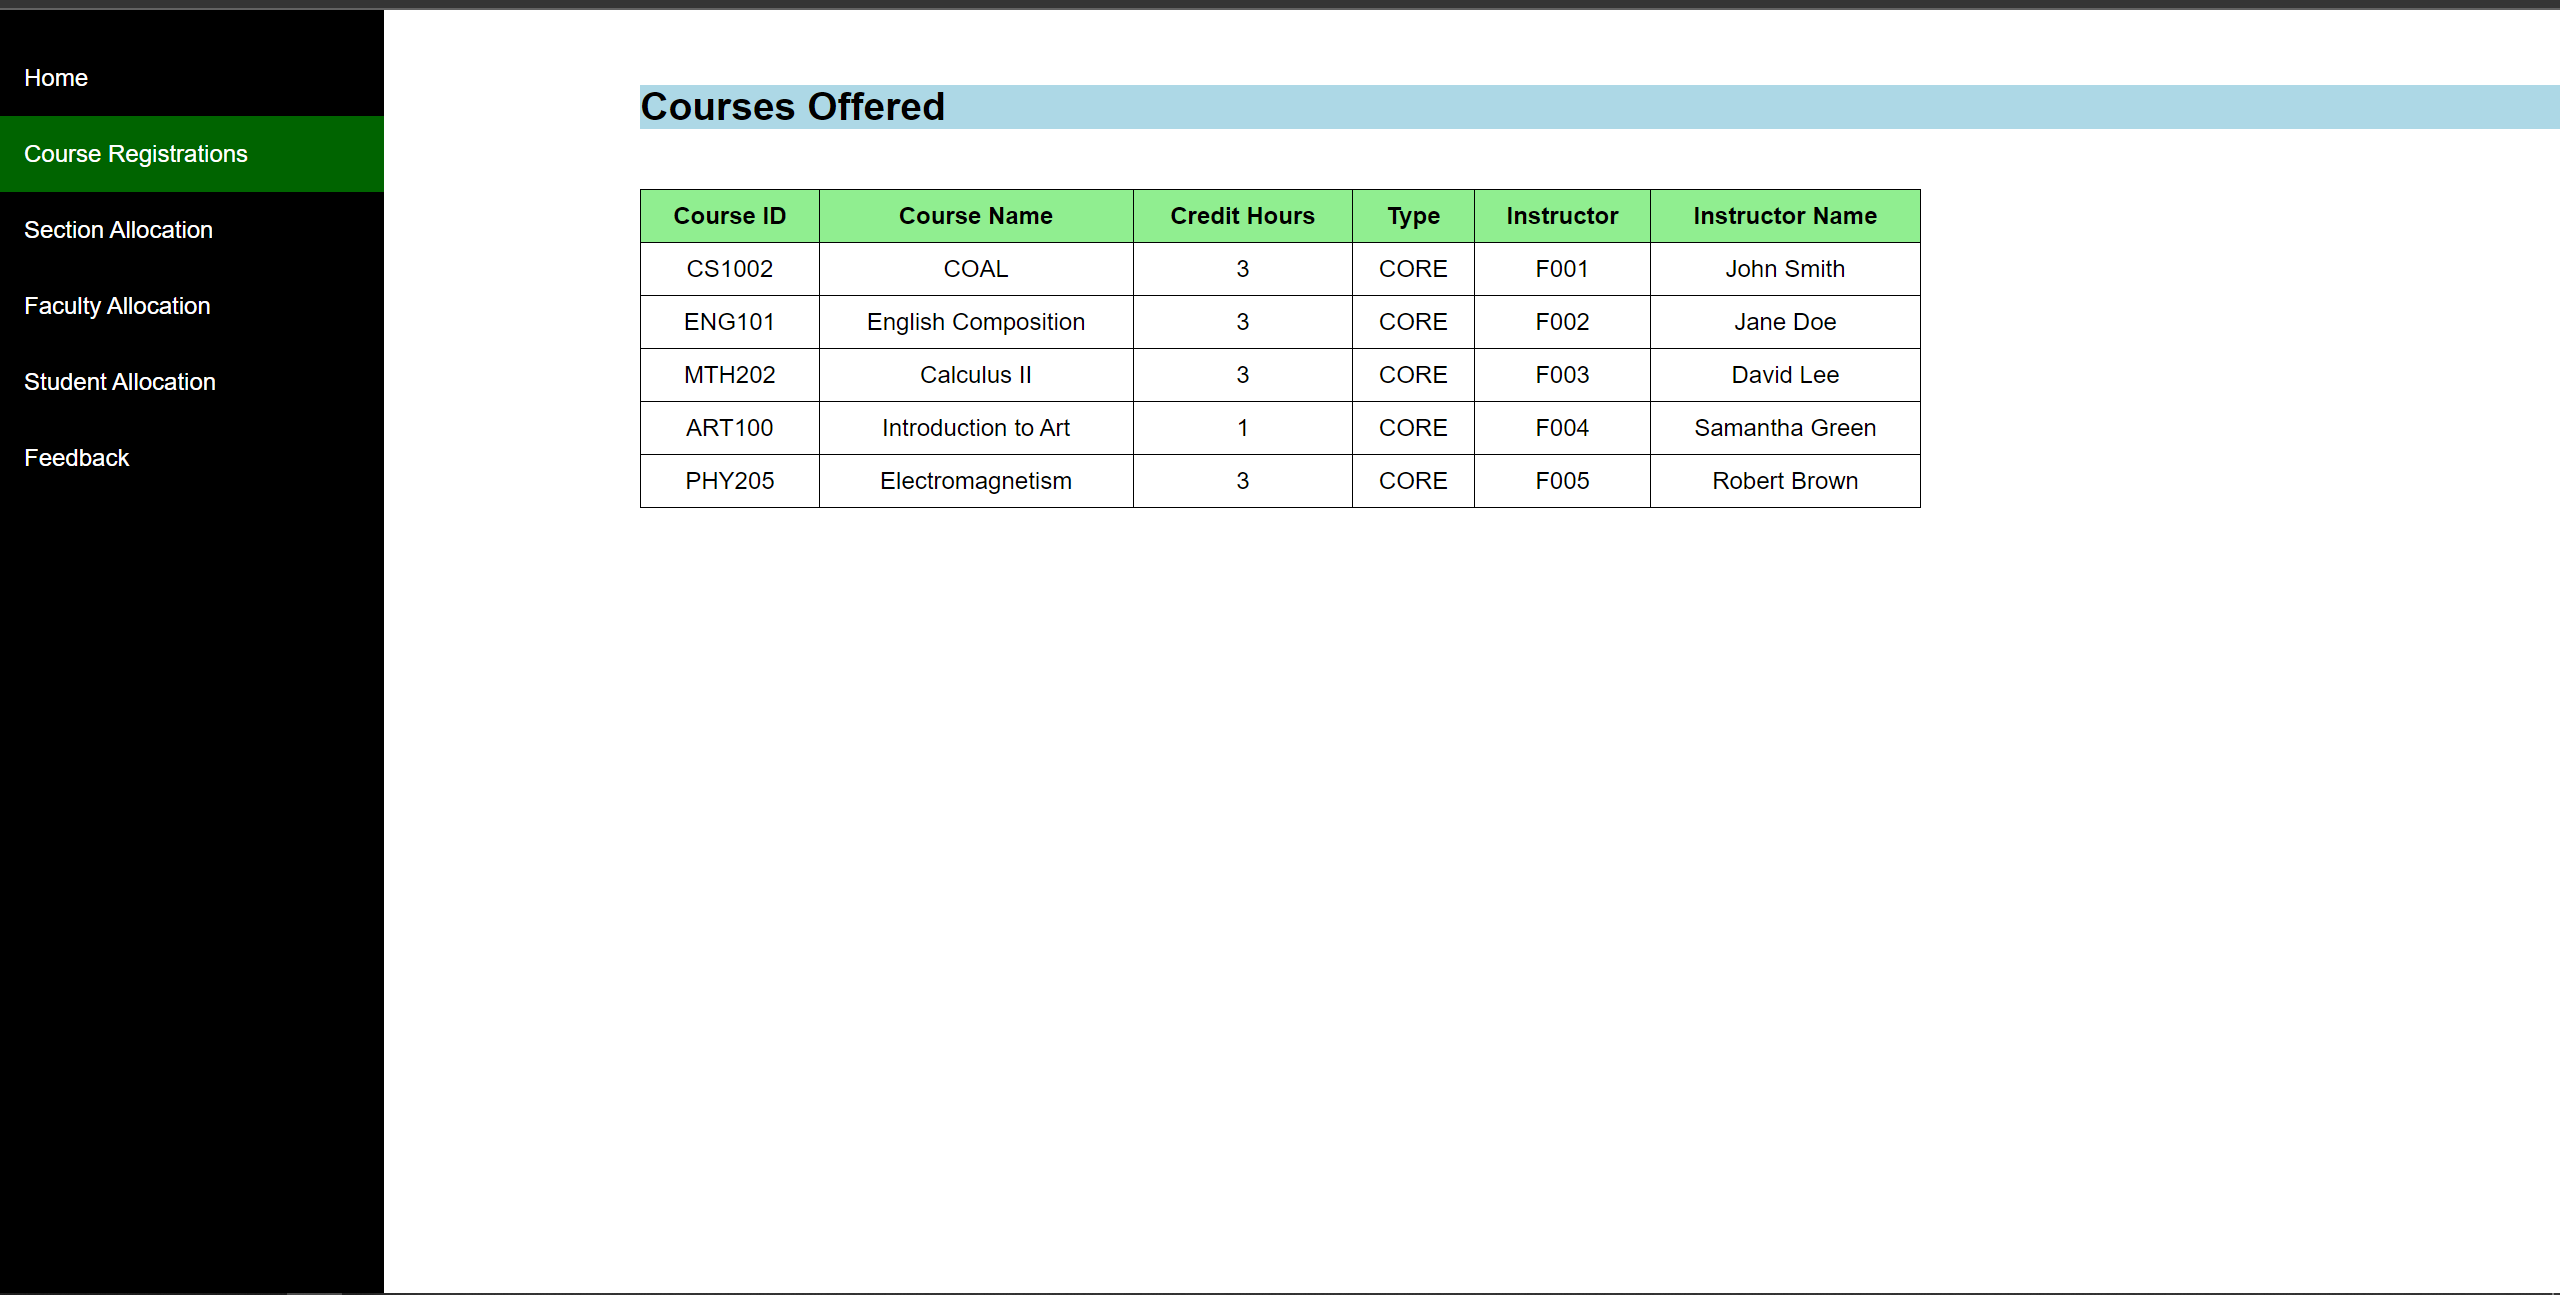 Home
Course Registrations
Section Allocation
Faculty Allocation
Student Allocation
Feedback
Courses Offered
Course ID Course Name Credit Hours Type Instructor Instructor Name
CS1002 COAL 3 CORE F001 John Smith
ENG101 English Composition 3 CORE F002 Jane Doe
MTH202 Calculus II 3 CORE F003 David Lee
ART100 Introduction to Art 1 CORE F004 Samantha Green
PHY205 Electromagnetism 3 CORE F005 Robert Brown